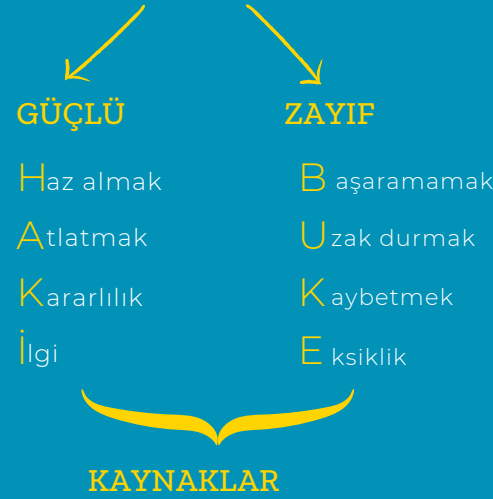 GÜÇLÜ
Haz almak
Atlatmak
Kararlılık
İlgi
ZAYIF
Başaramamak
Uzak durmak
Kaybetmek
Eksiklik
KAYNAKLAR